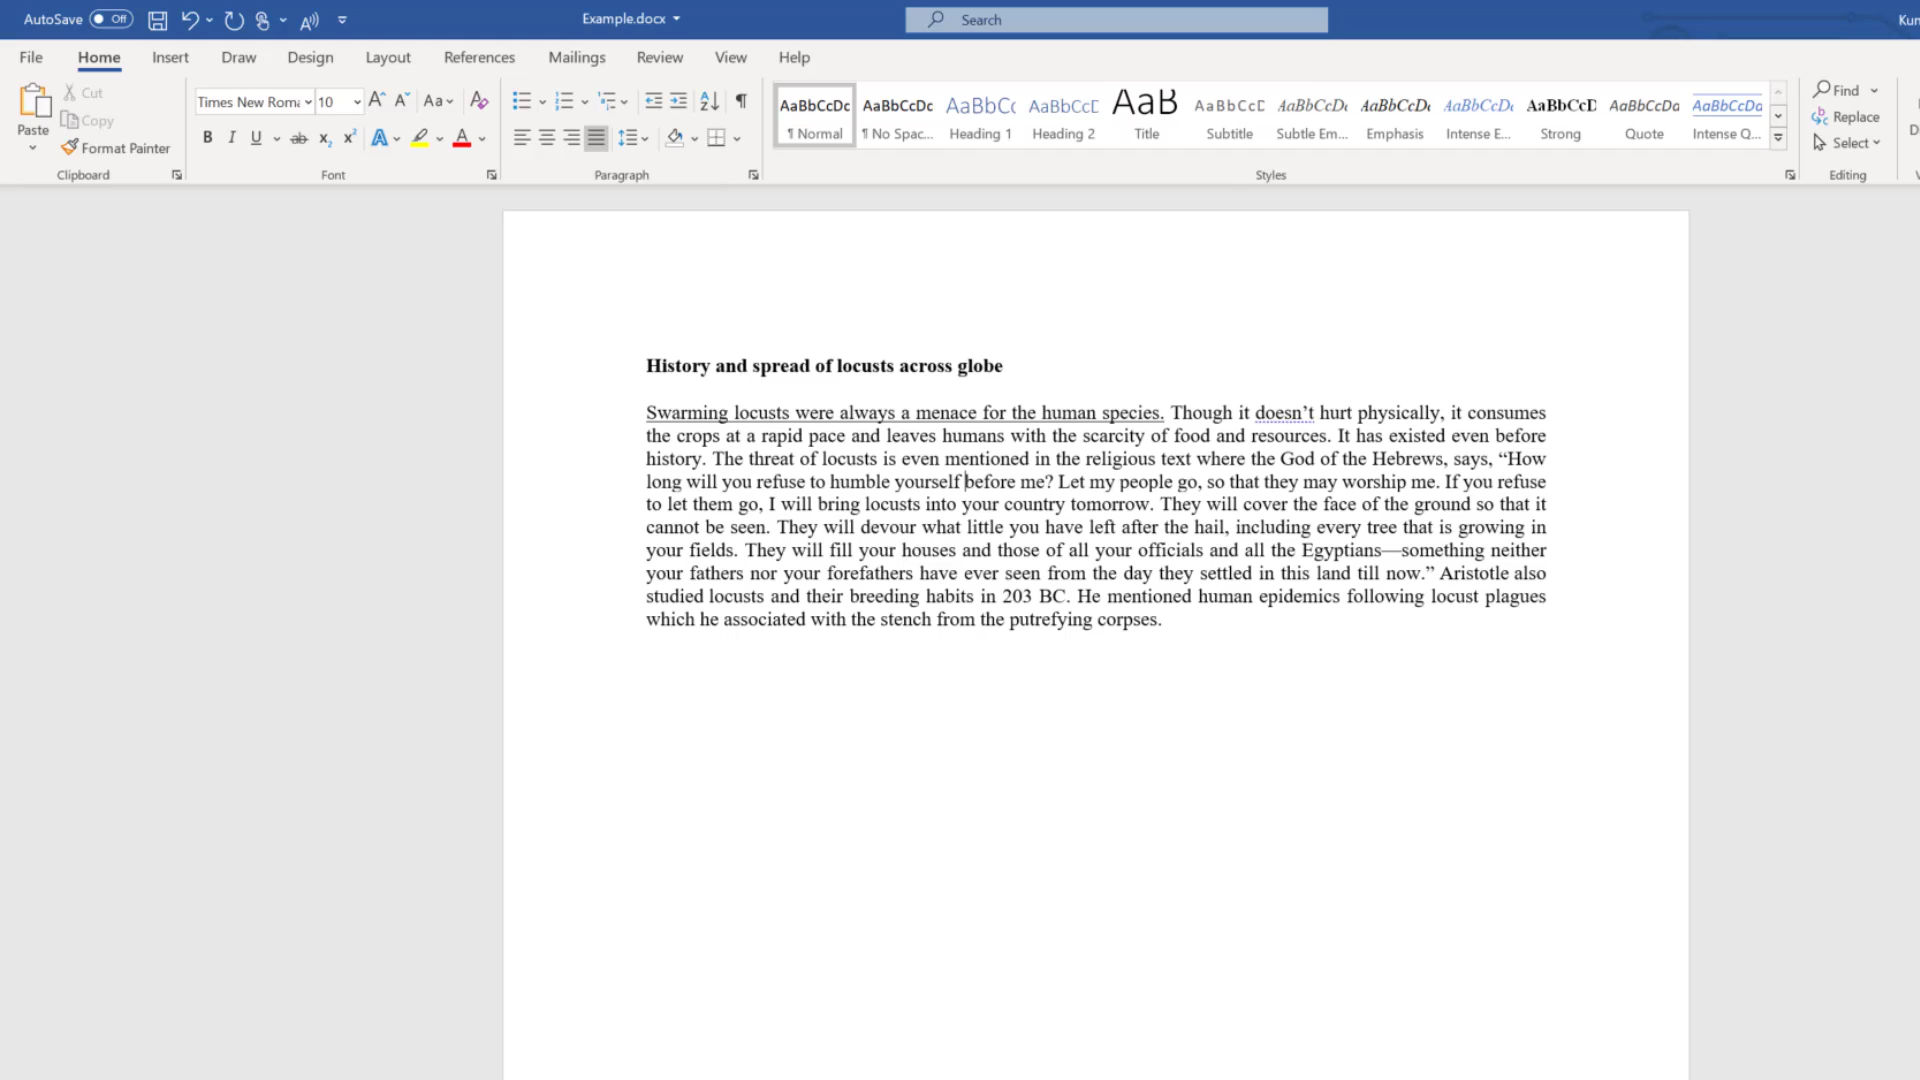 AutoSave Off Example.docx Search Kun
File Home Insert Draw Design Layout References Mailings Review View Help
Paste Cut Copy Format Painter
Clipboard
Times New Roma 10
Font
Paragraph
AaBbCcDc AaBbCcDc AaBbC AaBbCcD AaB AaBbCcD AaBbCcD AaBbCcD AaBbCcD AaBbCcD AaBbCcDd AaBbCcDd
¶ Normal ¶ No Spac... Heading 1 Heading 2 Title Subtitle Subtle Em... Emphasis Intense E... Strong Quote Intense Q...
Styles
Find
Replace
Select
Editing
History and spread of locusts across globe
Swarming locusts were always a menace for the human species. Though it doesn’t hurt physically, it consumes
the crops at a rapid pace and leaves humans with the scarcity of food and resources. It has existed even before
history. The threat of locusts is even mentioned in the religious text where the God of the Hebrews, says, “How
long will you refuse to humble yourself before me? Let my people go, so that they may worship me. If you refuse
to let them go, I will bring locusts into your country tomorrow. They will cover the face of the ground so that it
cannot be seen. They will devour what little you have left after the hail, including every tree that is growing in
your fields. They will fill your houses and those of all your officials and all the Egyptians—something neither
your fathers nor your forefathers have ever seen from the day they settled in this land till now.” Aristotle also
studied locusts and their breeding habits in 203 BC. He mentioned human epidemics following locust plagues
which he associated with the stench from the putrefying corpses.